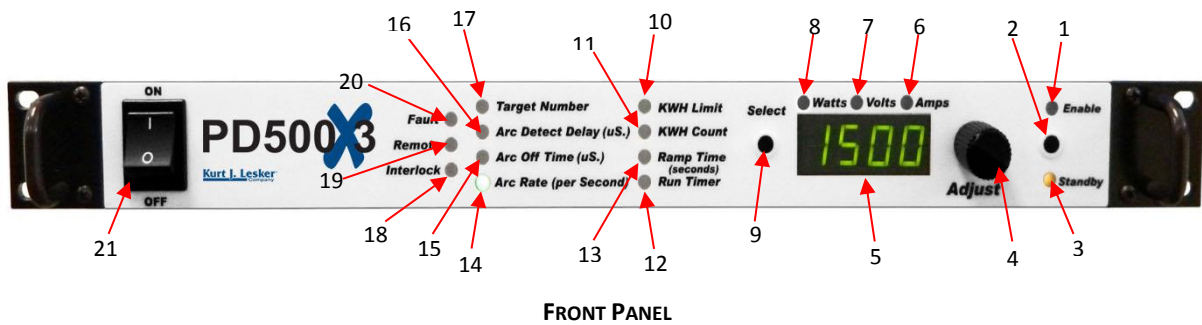 16 17 10 11 8 7 6 2 1
20
ON
Target Number
KWH Limit
Select
Watts Volts Amps
Enable
PD500X3
Fault
Arc Detect Delay (uS.)
KWH Count
1500
Remote
Arc Off Time (uS.)
Ramp Time
(seconds)
Kurt J. Lesker
Company
Interlock
Arc Rate (per Second)
Run Timer
Adjust
Standby
OFF
21 19 18 15 14 13 12 9 5 4 3
FRONT PANEL